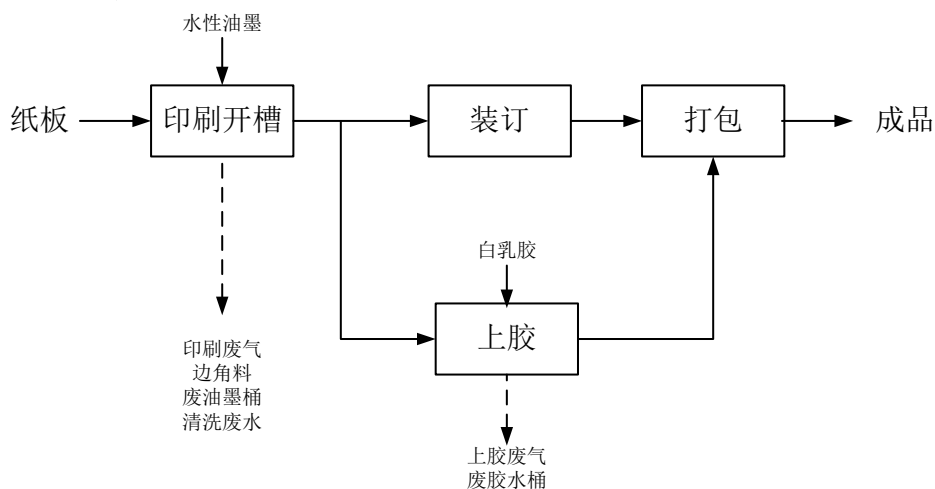 水性油墨
纸板
印刷开槽
装订
打包
成品
白乳胶
上胶
印刷废气
边角料
废油墨桶
清洗废水
上胶废气
废胶水桶